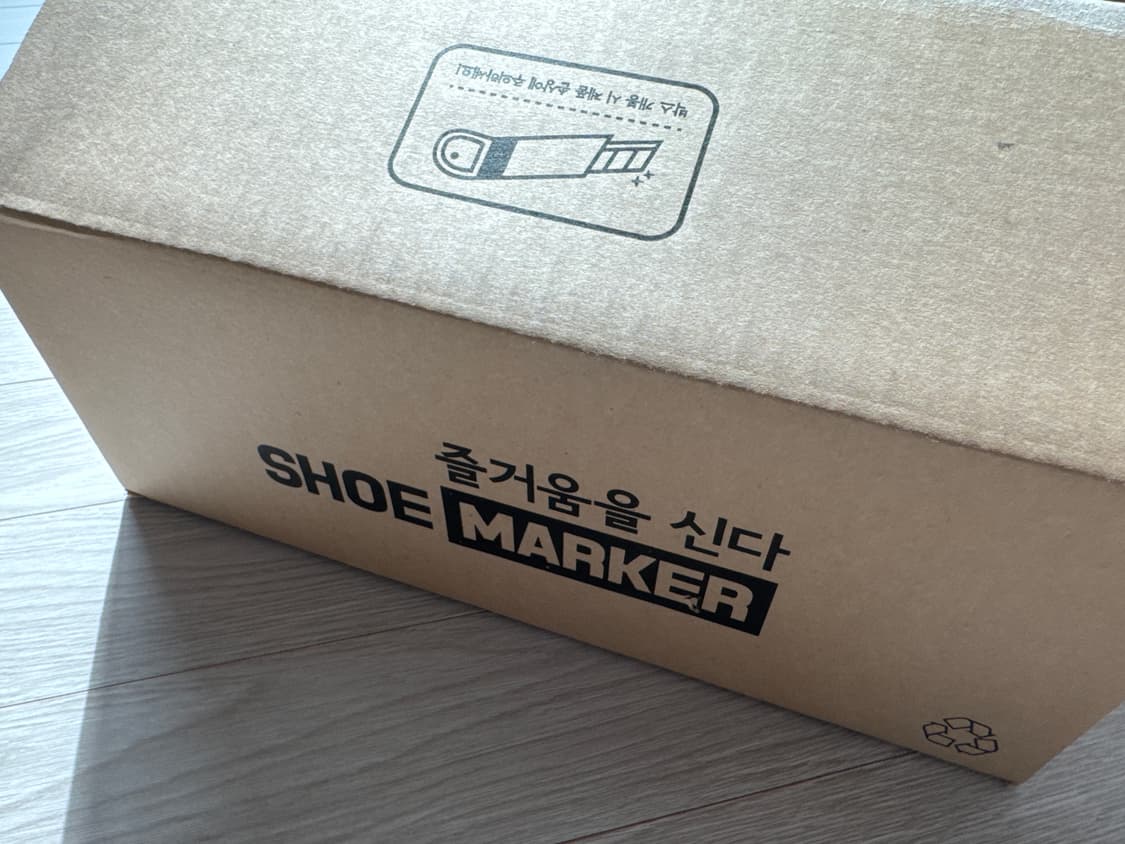 박스 개봉 시 제품 손상에 주의하세요.
즐거움을 신다
SHOE MARKER